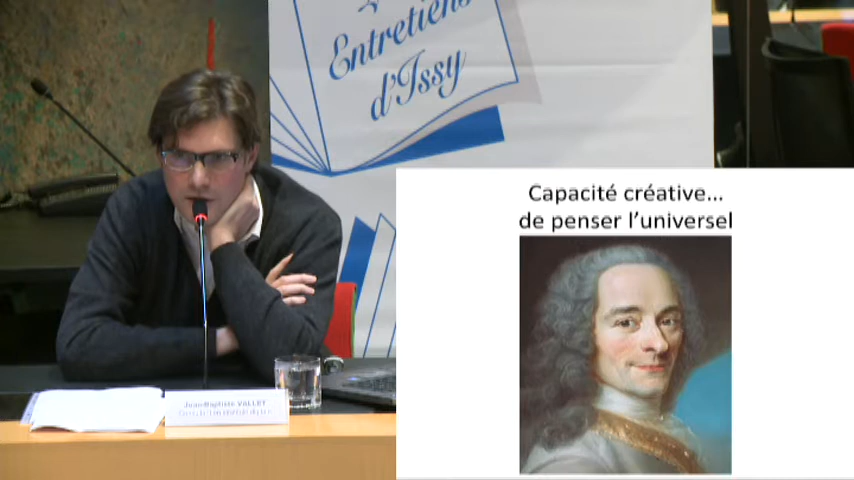 Entretiens
d'Issy
Capacité créative...
de penser l'universel
Jean-Baptiste VALLET